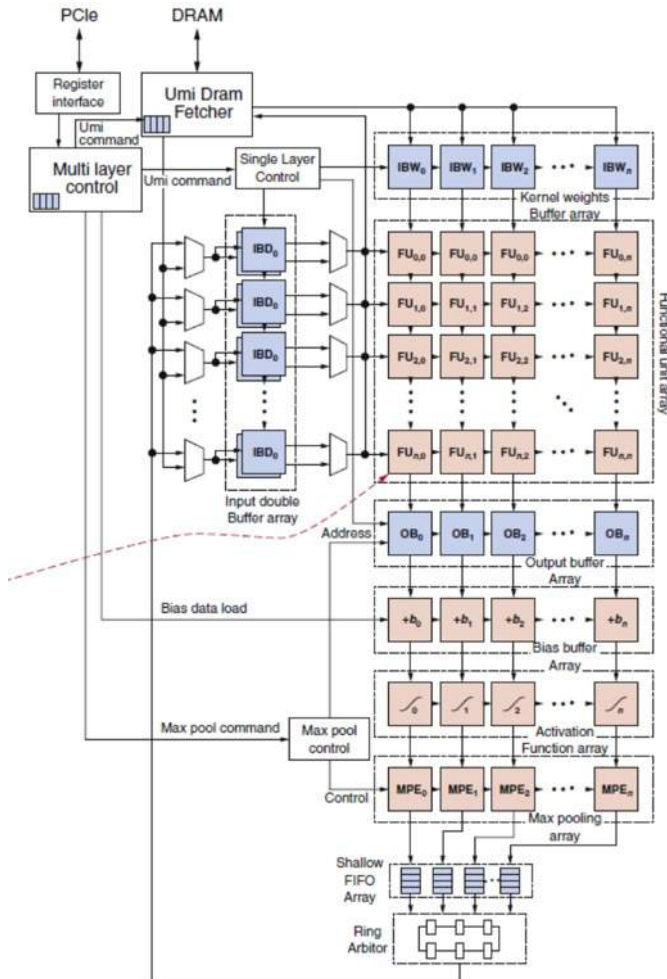 PCIe
DRAM
Register
interface
Umi Dram
Fetcher
Umi
command
Multi layer
control
Umi command
Single Layer
Control
IBW0 IBW1 IBW2 IBWn
Kernel weights
Buffer array
IBD0
FU0,0 FU0,1 FU0,0 FU0,n
IBD0
FU1,0 FU1,1 FU1,2 FU1,n
IBD0
FU2,0 FU2,1 FU2,2 FU2,n
IBD0
FUn,0 FUn,1 FUn,2 FUn,n
Functional unit array
Input double
Buffer array
Address
OB0 OB1 OB2 OBn
Output buffer
Array
Bias data load
+b0 +b1 +b2 +bn
Bias buffer
Array
0 1 2 n
Activation
Function array
Max pool command
Max pool
control
Control
MPE0 MPE1 MPE2 MPEn
Max pooling
array
Shallow
FIFO
Array
Ring
Arbitor